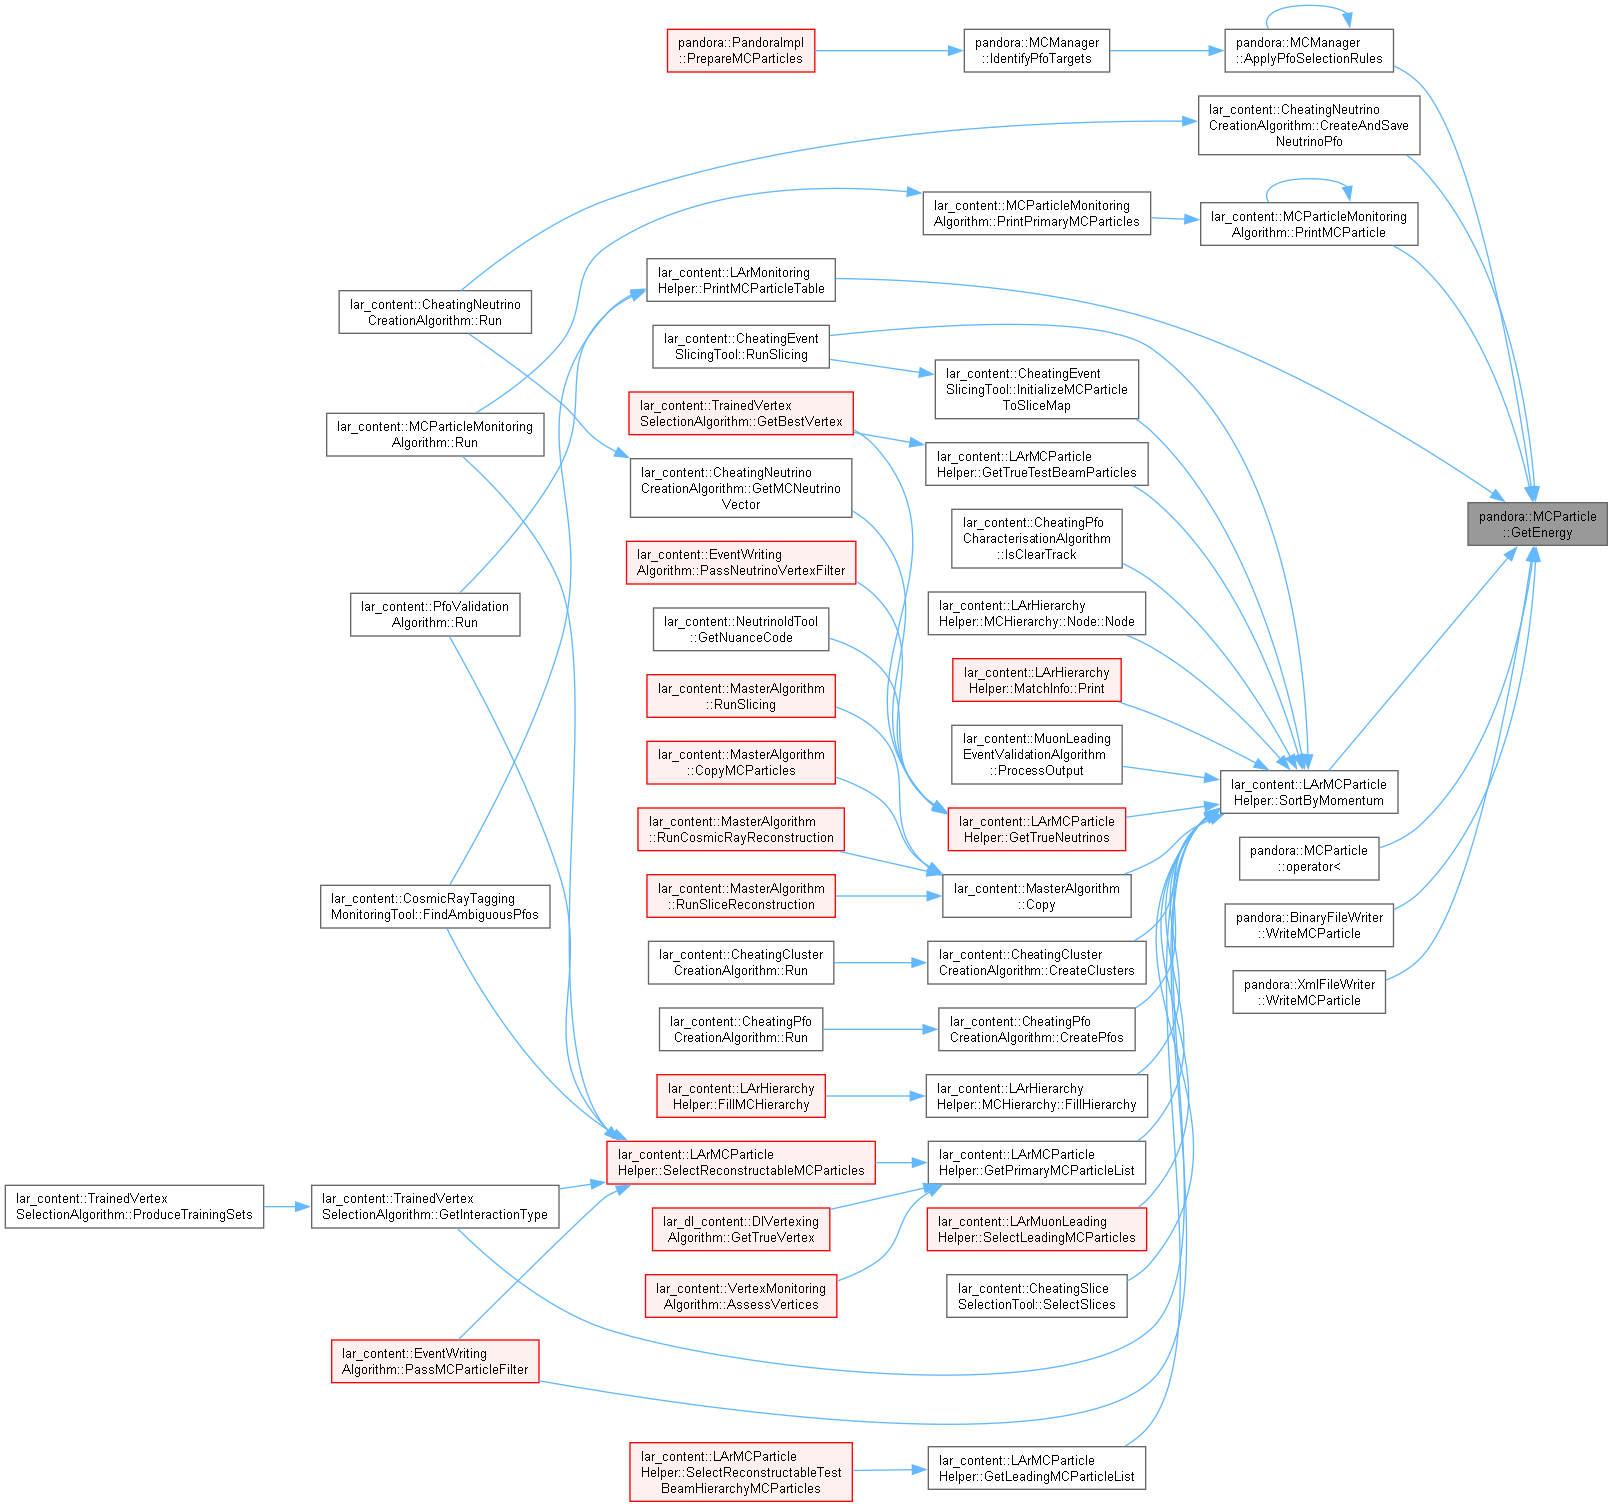 pandora::PandoraImpl
::PrepareMCParticles
pandora::MCManager
::IdentifyPfoTargets
pandora::MCManager
::ApplyPfoSelectionRules
lar_content::CheatingNeutrino
CreationAlgorithm::CreateAndSave
NeutrinoPfo
lar_content::MCParticleMonitoring
Algorithm::PrintPrimaryMCParticles
lar_content::MCParticleMonitoring
Algorithm::PrintMCParticle
lar_content::LArMonitoring
Helper::PrintMCParticleTable
lar_content::CheatingNeutrino
CreationAlgorithm::Run
lar_content::CheatingEvent
SlicingTool::RunSlicing
lar_content::CheatingEvent
SlicingTool::InitializeMCParticle
ToSliceMap
lar_content::TrainedVertex
SelectionAlgorithm::GetBestVertex
lar_content::MCParticleMonitoring
Algorithm::Run
lar_content::LArMCParticle
Helper::GetTrueTestBeamParticles
lar_content::CheatingNeutrino
CreationAlgorithm::GetMCNeutrino
Vector
lar_content::CheatingPfo
CharacterisationAlgorithm
::IsClearTrack
pandora::MCParticle
::GetEnergy
lar_content::EventWriting
Algorithm::PassNeutrinoVertexFilter
lar_content::PfoValidation
Algorithm::Run
lar_content::NeutrinoIdTool
::GetNuanceCode
lar_content::LArHierarchy
Helper::MCHierarchy::Node::Node
lar_content::MasterAlgorithm
::RunSlicing
lar_content::LArHierarchy
Helper::MatchInfo::Print
lar_content::MasterAlgorithm
::CopyMCParticles
lar_content::MuonLeading
EventValidationAlgorithm
::ProcessOutput
lar_content::LArMCParticle
Helper::SortByMomentum
lar_content::MasterAlgorithm
::RunCosmicRayReconstruction
lar_content::LArMCParticle
Helper::GetTrueNeutrinos
pandora::MCParticle
::operator<
lar_content::CosmicRayTagging
MonitoringTool::FindAmbiguousPfos
lar_content::MasterAlgorithm
::RunSliceReconstruction
lar_content::MasterAlgorithm
::Copy
pandora::BinaryFileWriter
::WriteMCParticle
lar_content::CheatingCluster
CreationAlgorithm::Run
lar_content::CheatingCluster
CreationAlgorithm::CreateClusters
pandora::XmlFileWriter
::WriteMCParticle
lar_content::CheatingPfo
CreationAlgorithm::Run
lar_content::CheatingPfo
CreationAlgorithm::CreatePfos
lar_content::LArHierarchy
Helper::FillMCHierarchy
lar_content::LArHierarchy
Helper::MCHierarchy::FillHierarchy
lar_content::LArMCParticle
Helper::SelectReconstructableMCParticles
lar_content::LArMCParticle
Helper::GetPrimaryMCParticleList
lar_content::TrainedVertex
SelectionAlgorithm::ProduceTrainingSets
lar_content::TrainedVertex
SelectionAlgorithm::GetInteractionType
lar_dl_content::DlVertexing
Algorithm::GetTrueVertex
lar_content::LArMuonLeading
Helper::SelectLeadingMCParticles
lar_content::VertexMonitoring
Algorithm::AssessVertices
lar_content::CheatingSlice
SelectionTool::SelectSlices
lar_content::EventWriting
Algorithm::PassMCParticleFilter
lar_content::LArMCParticle
Helper::SelectReconstructableTest
BeamHierarchyMCParticles
lar_content::LArMCParticle
Helper::GetLeadingMCParticleList